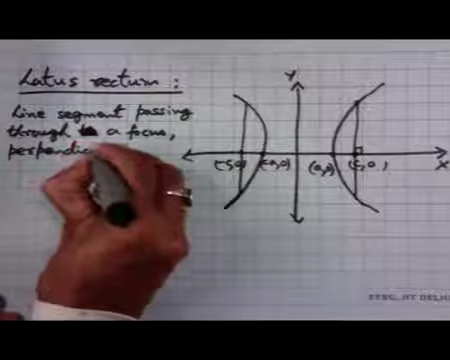 Latus rectum :
Line segment passing
through a focus,
perpendic
Y
(-c,0) (-a,0) (a,0) (c,0)
X
ETSC, IIT DELHI